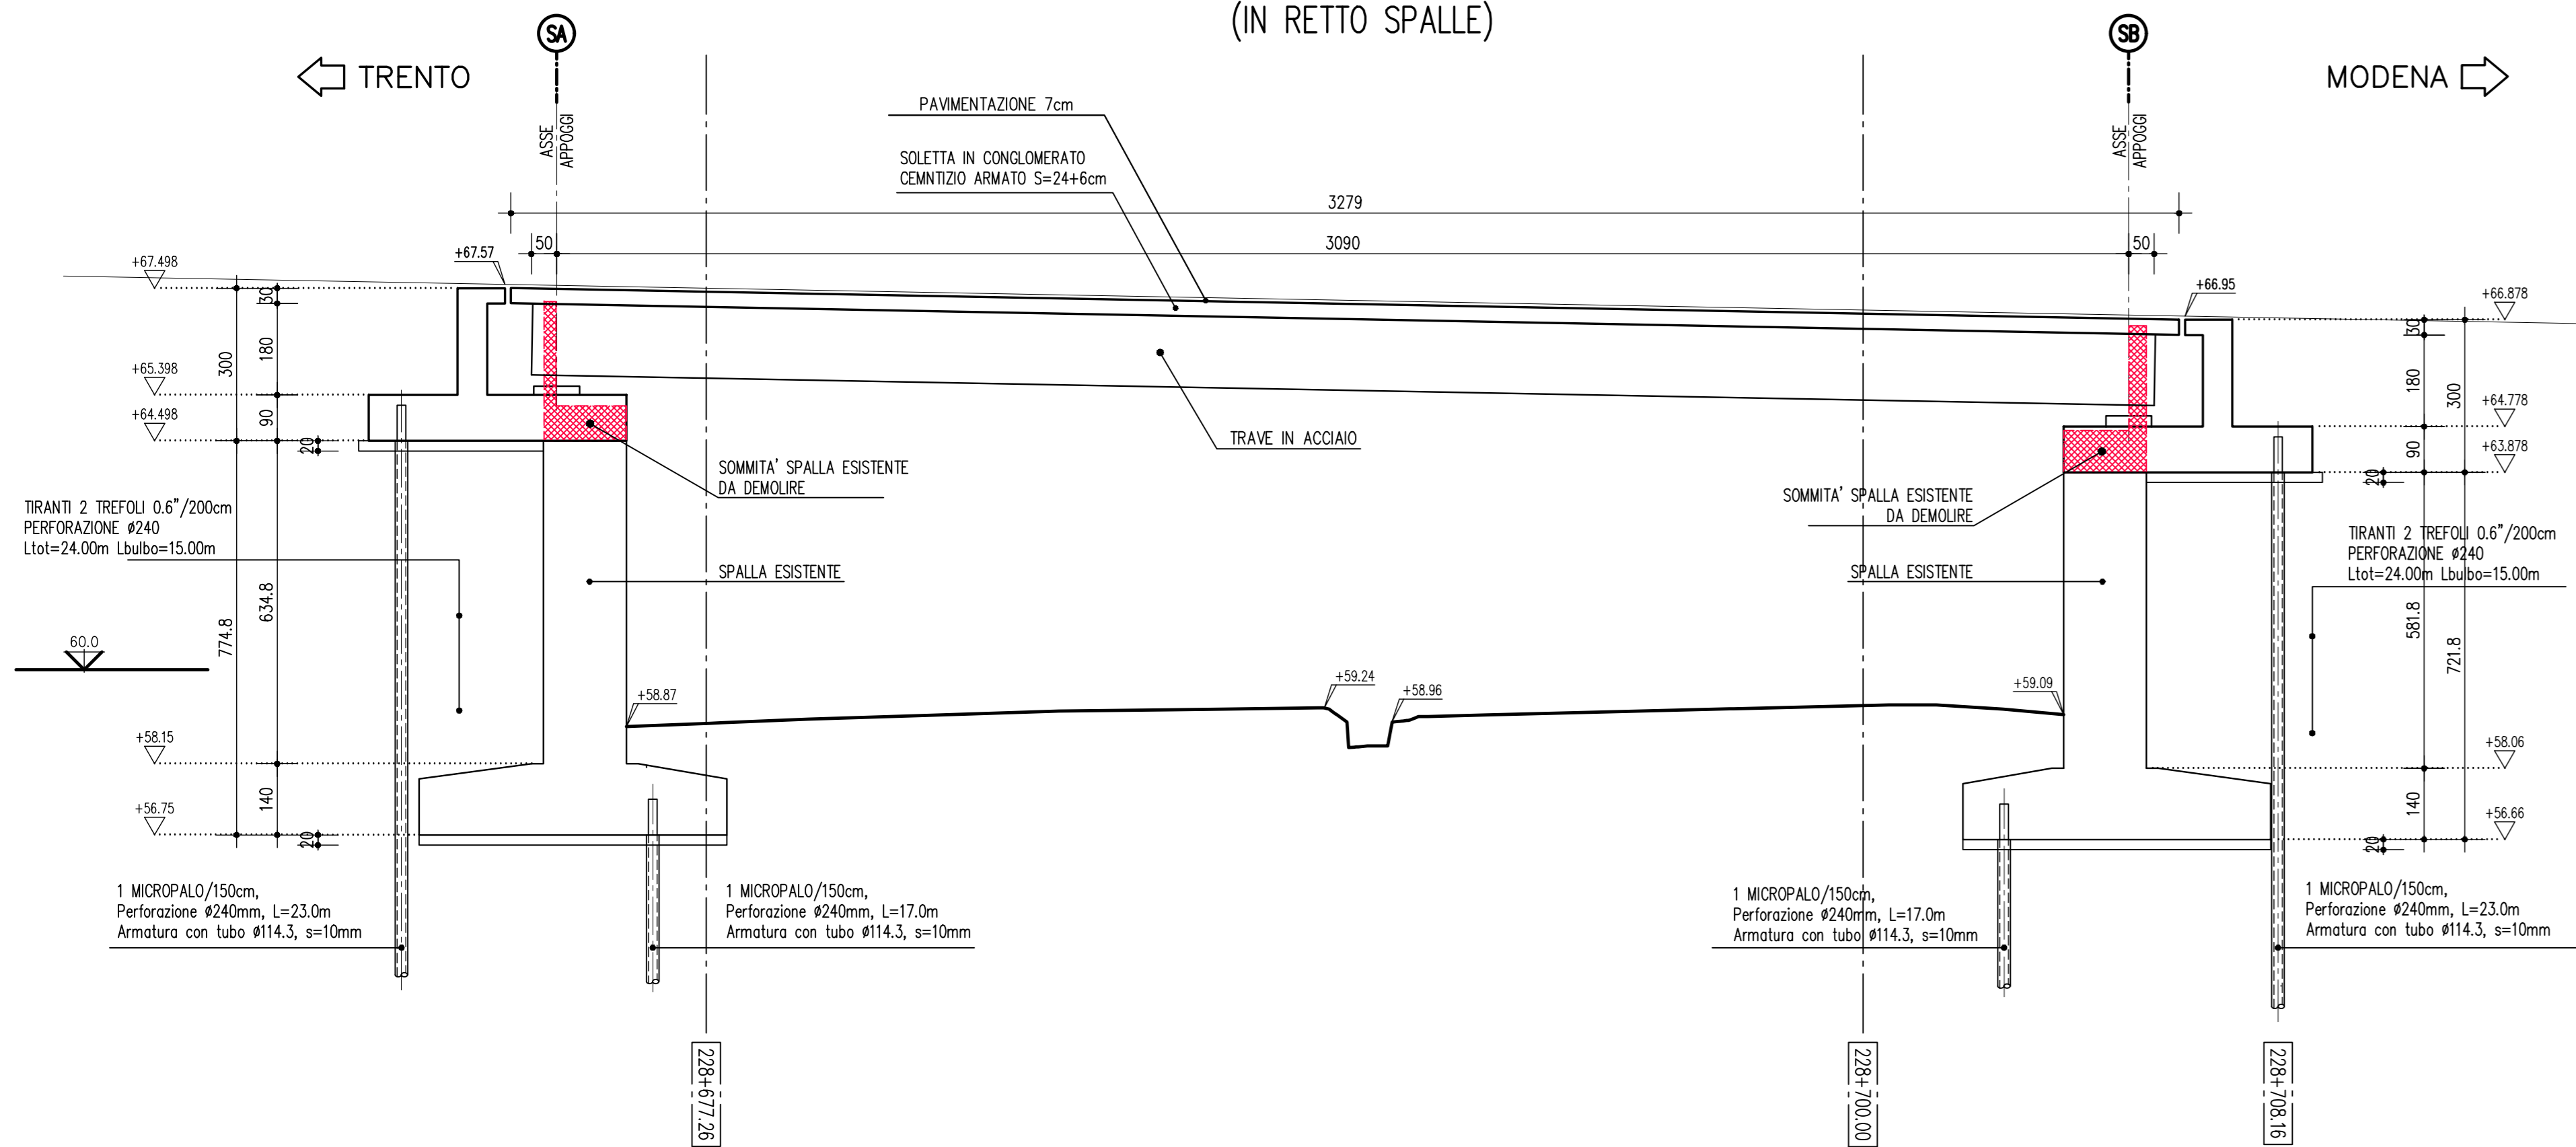 (IN RETTO SPALLE)
SA
SB
TRENTO
MODENA
ASSE
APPOGGI
ASSE
APPOGGI
PAVIMENTAZIONE 7cm
SOLETTA IN CONGLOMERATO
CEMNTIZIO ARMATO S=24+6cm
3279
50
3090
50
+67.498
+67.57
+66.95
+66.878
30
180
300
90
20
+65.398
+64.498
30
180
300
90
20
+64.778
+63.878
TRAVE IN ACCIAIO
SOMMITA' SPALLA ESISTENTE
DA DEMOLIRE
SOMMITA' SPALLA ESISTENTE
DA DEMOLIRE
TIRANTI 2 TREFOLI 0.6"/200cm
PERFORAZIONE ø240
Ltot=24.00m Lbulbo=15.00m
TIRANTI 2 TREFOLI 0.6"/200cm
PERFORAZIONE ø240
Ltot=24.00m Lbulbo=15.00m
SPALLA ESISTENTE
SPALLA ESISTENTE
634.8
774.8
581.8
721.8
60.0
+58.87
+59.24
+58.96
+59.09
+58.15
+58.06
140
140
+56.75
+56.66
20
20
1 MICROPALO/150cm,
Perforazione ø240mm, L=23.0m
Armatura con tubo ø114.3, s=10mm
1 MICROPALO/150cm,
Perforazione ø240mm, L=17.0m
Armatura con tubo ø114.3, s=10mm
1 MICROPALO/150cm,
Perforazione ø240mm, L=17.0m
Armatura con tubo ø114.3, s=10mm
1 MICROPALO/150cm,
Perforazione ø240mm, L=23.0m
Armatura con tubo ø114.3, s=10mm
228+677.26
228+700.00
228+708.16